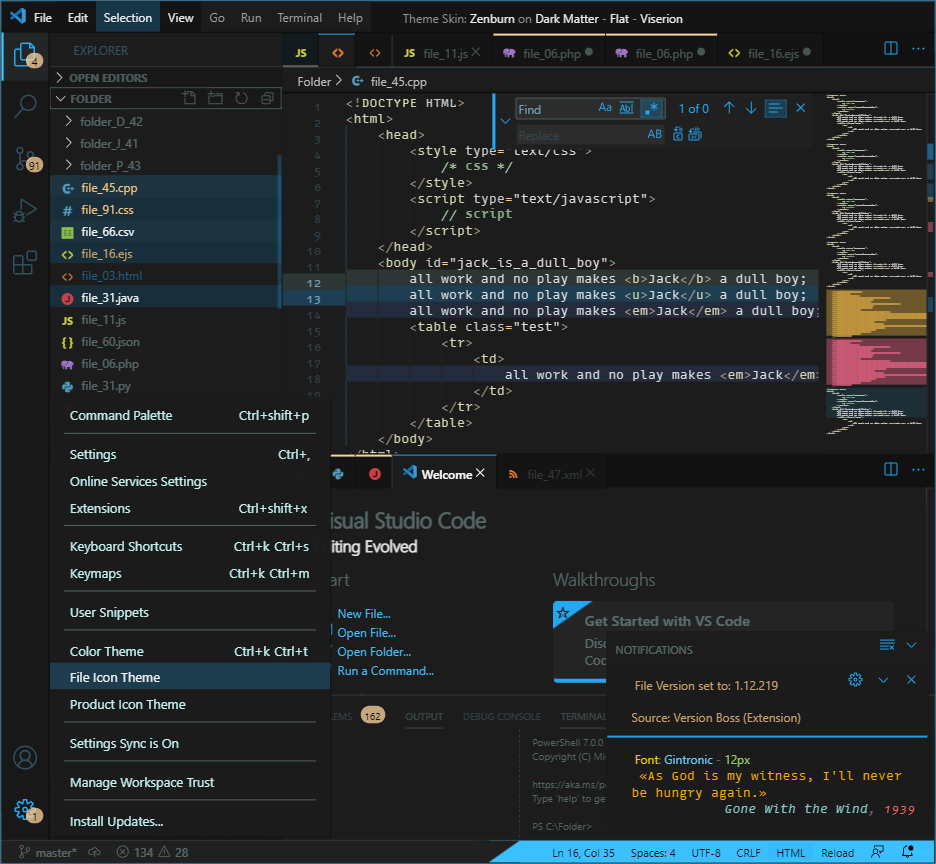 File Edit Selection View Go Run Terminal Help Theme Skin: Zenburn on Dark Matter - Flat - Viserion
EXPLORER
4
JS <> <> JS file_11.js file_06.php file_06.php <> file_16.ejs
OPEN EDITORS
FOLDER
folder_D_42
folder_J_41
folder_P_43
file_45.cpp
file_91.css
file_66.csv
file_16.ejs
file_03.html
file_31.java
file_11.js
file_60.json
file_06.php
file_31.py
91
Folder > file_45.cpp
Find Aa Abl .* 1 of 0
Replace AB
1 <!DOCTYPE HTML>
2 <html>
3 <head>
4 <style type="text/css">
5 /* css */
6 </style>
7 <script type="text/javascript">
8 // script
9 </script>
10 </head>
11 <body id="jack_is_a_dull_boy">
12 all work and no play makes <b>Jack</b> a dull boy;
13 all work and no play makes <u>Jack</u> a dull boy;
14 all work and no play makes <em>Jack</em> a dull boy;
15 <table class="test">
16 <tr>
17 <td>
18 all work and no play makes <em>Jack</em>
</td>
</tr>
</table>
</body>
</html>
Command Palette Ctrl+shift+p
Settings Ctrl+,
Online Services Settings
Extensions Ctrl+shift+x
Keyboard Shortcuts Ctrl+k Ctrl+s
Keymaps Ctrl+k Ctrl+m
User Snippets
Color Theme Ctrl+k Ctrl+t
File Icon Theme
Product Icon Theme
Settings Sync is On
Manage Workspace Trust
Install Updates...
1
J Welcome file_47.xml
isual Studio Code
iting Evolved
art
New File...
Open File...
Open Folder...
Run a Command...
Walkthroughs
Get Started with VS Code
Disc
Coc
NOTIFICATIONS
File Version set to: 1.12.219
Source: Version Boss (Extension)
Font: Gintronic - 12px
«As God is my witness, I'll never
be hungry again.»
Gone With the Wind, 1939
LEMS 162 OUTPUT DEBUG CONSOLE TERMINAL
PowerShell 7.0.0
Copyright (C) Mi
https://aka.ms/p
Type 'help' to ge
PS C:\Folder>
master* 134 28 Ln 16, Col 35 Spaces: 4 UTF-8 CRLF HTML Reload